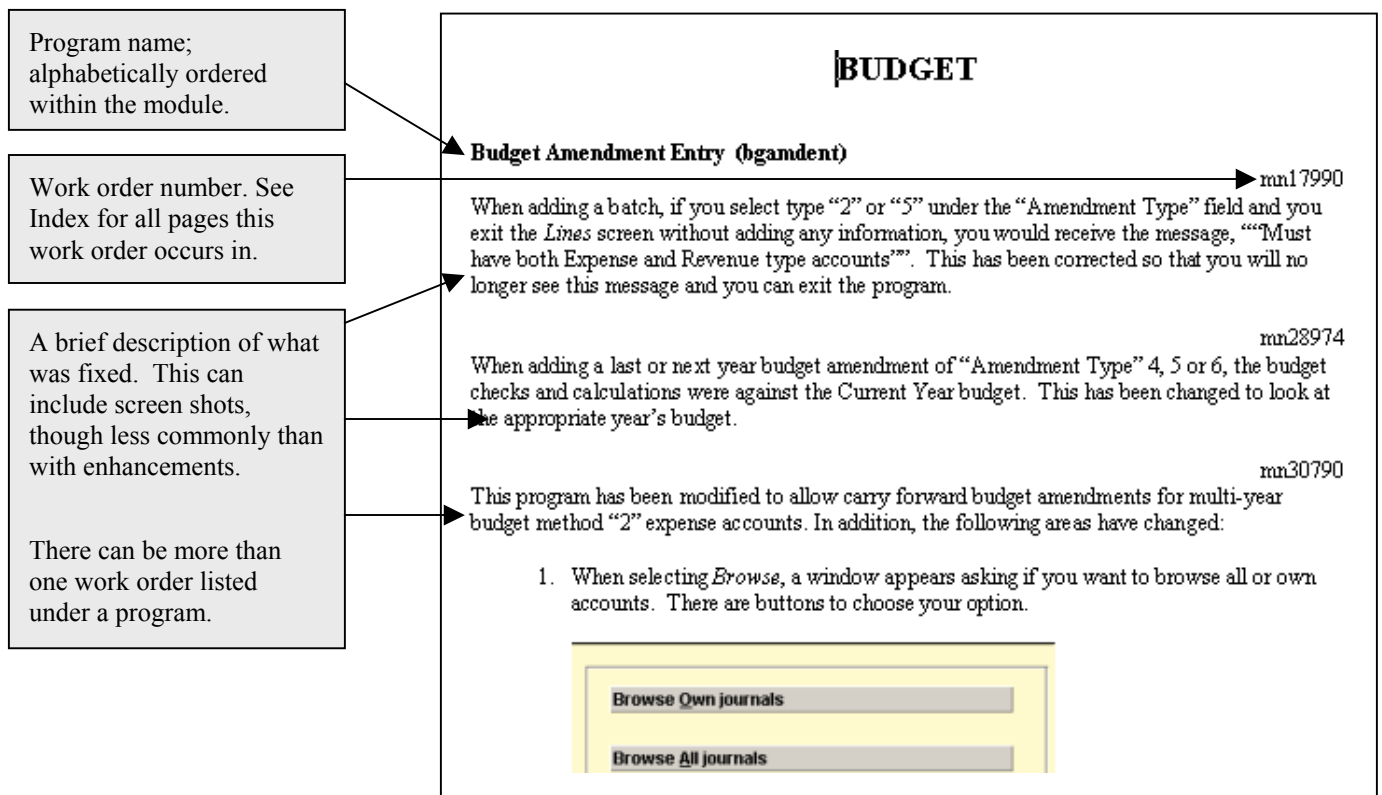 Program name;
alphabetically ordered
within the module.
Work order number. See
Index for all pages this
work order occurs in.
A brief description of what
was fixed.  This can
include screen shots,
though less commonly than
with enhancements.
There can be more than
one work order listed
under a program.
BUDGET
Budget Amendment Entry  (bgamdent)
mn17990
When adding a batch, if you select type “2” or “5” under the “Amendment Type” field and you
exit the Lines screen without adding any information, you would receive the message, ““Must
have both Expense and Revenue type accounts””.  This has been corrected so that you will no
longer see this message and you can exit the program.
mn28974
When adding a last or next year budget amendment of “Amendment Type” 4, 5 or 6, the budget
checks and calculations were against the Current Year budget.  This has been changed to look at
the appropriate year’s budget.
mn30790
This program has been modified to allow carry forward budget amendments for multi-year
budget method “2” expense accounts. In addition, the following areas have changed:
1.  When selecting Browse, a window appears asking if you want to browse all or own
accounts.  There are buttons to choose your option.
Browse Own journals
Browse All journals